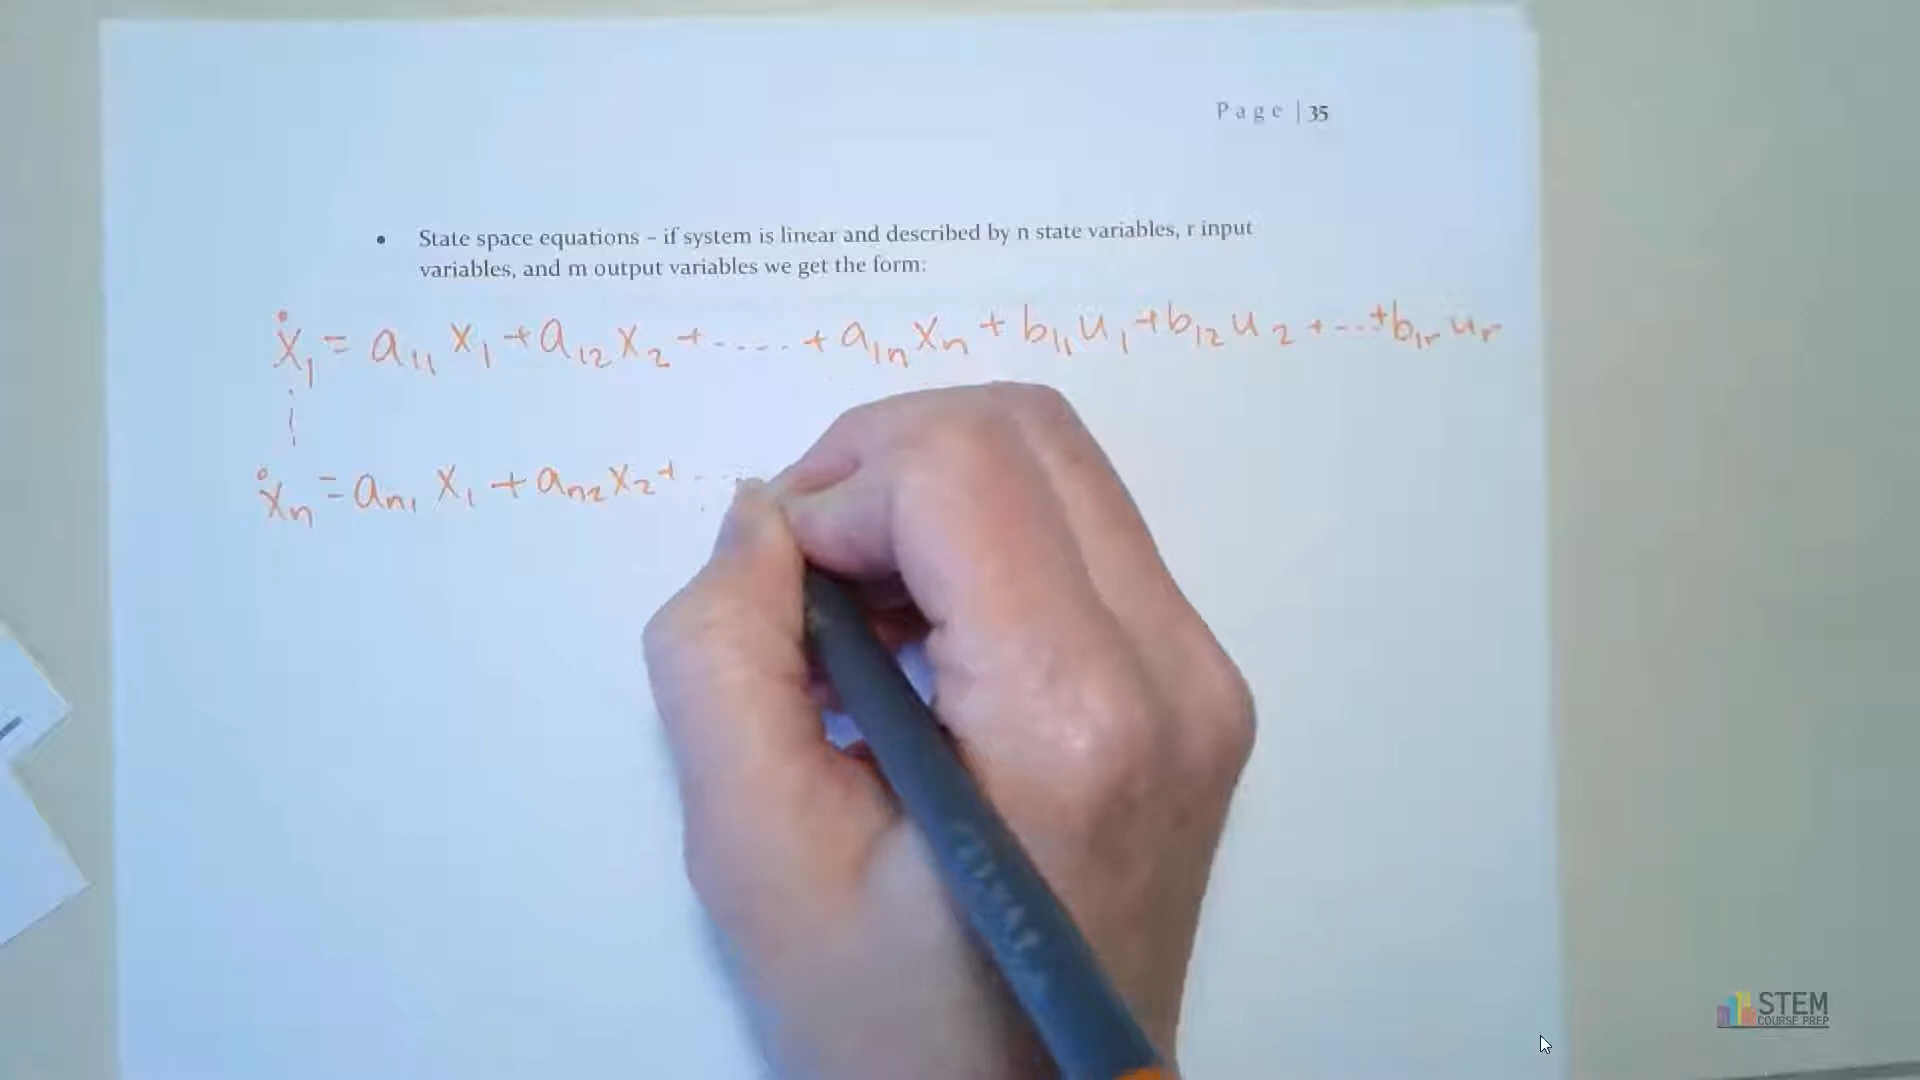 Page | 35
• State space equations – if system is linear and described by n state variables, r input
variables, and m output variables we get the form:
ẋ₁ = a₁₁ x₁ + a₁₂ x₂ + ..... + a₁ₙ xₙ + b₁₁ u₁ + b₁₂ u₂ + ... + b₁ᵣ uᵣ
ẋₙ = aₙ₁ x₁ + aₙ₂ x₂ +
STEM
COURSE PREP